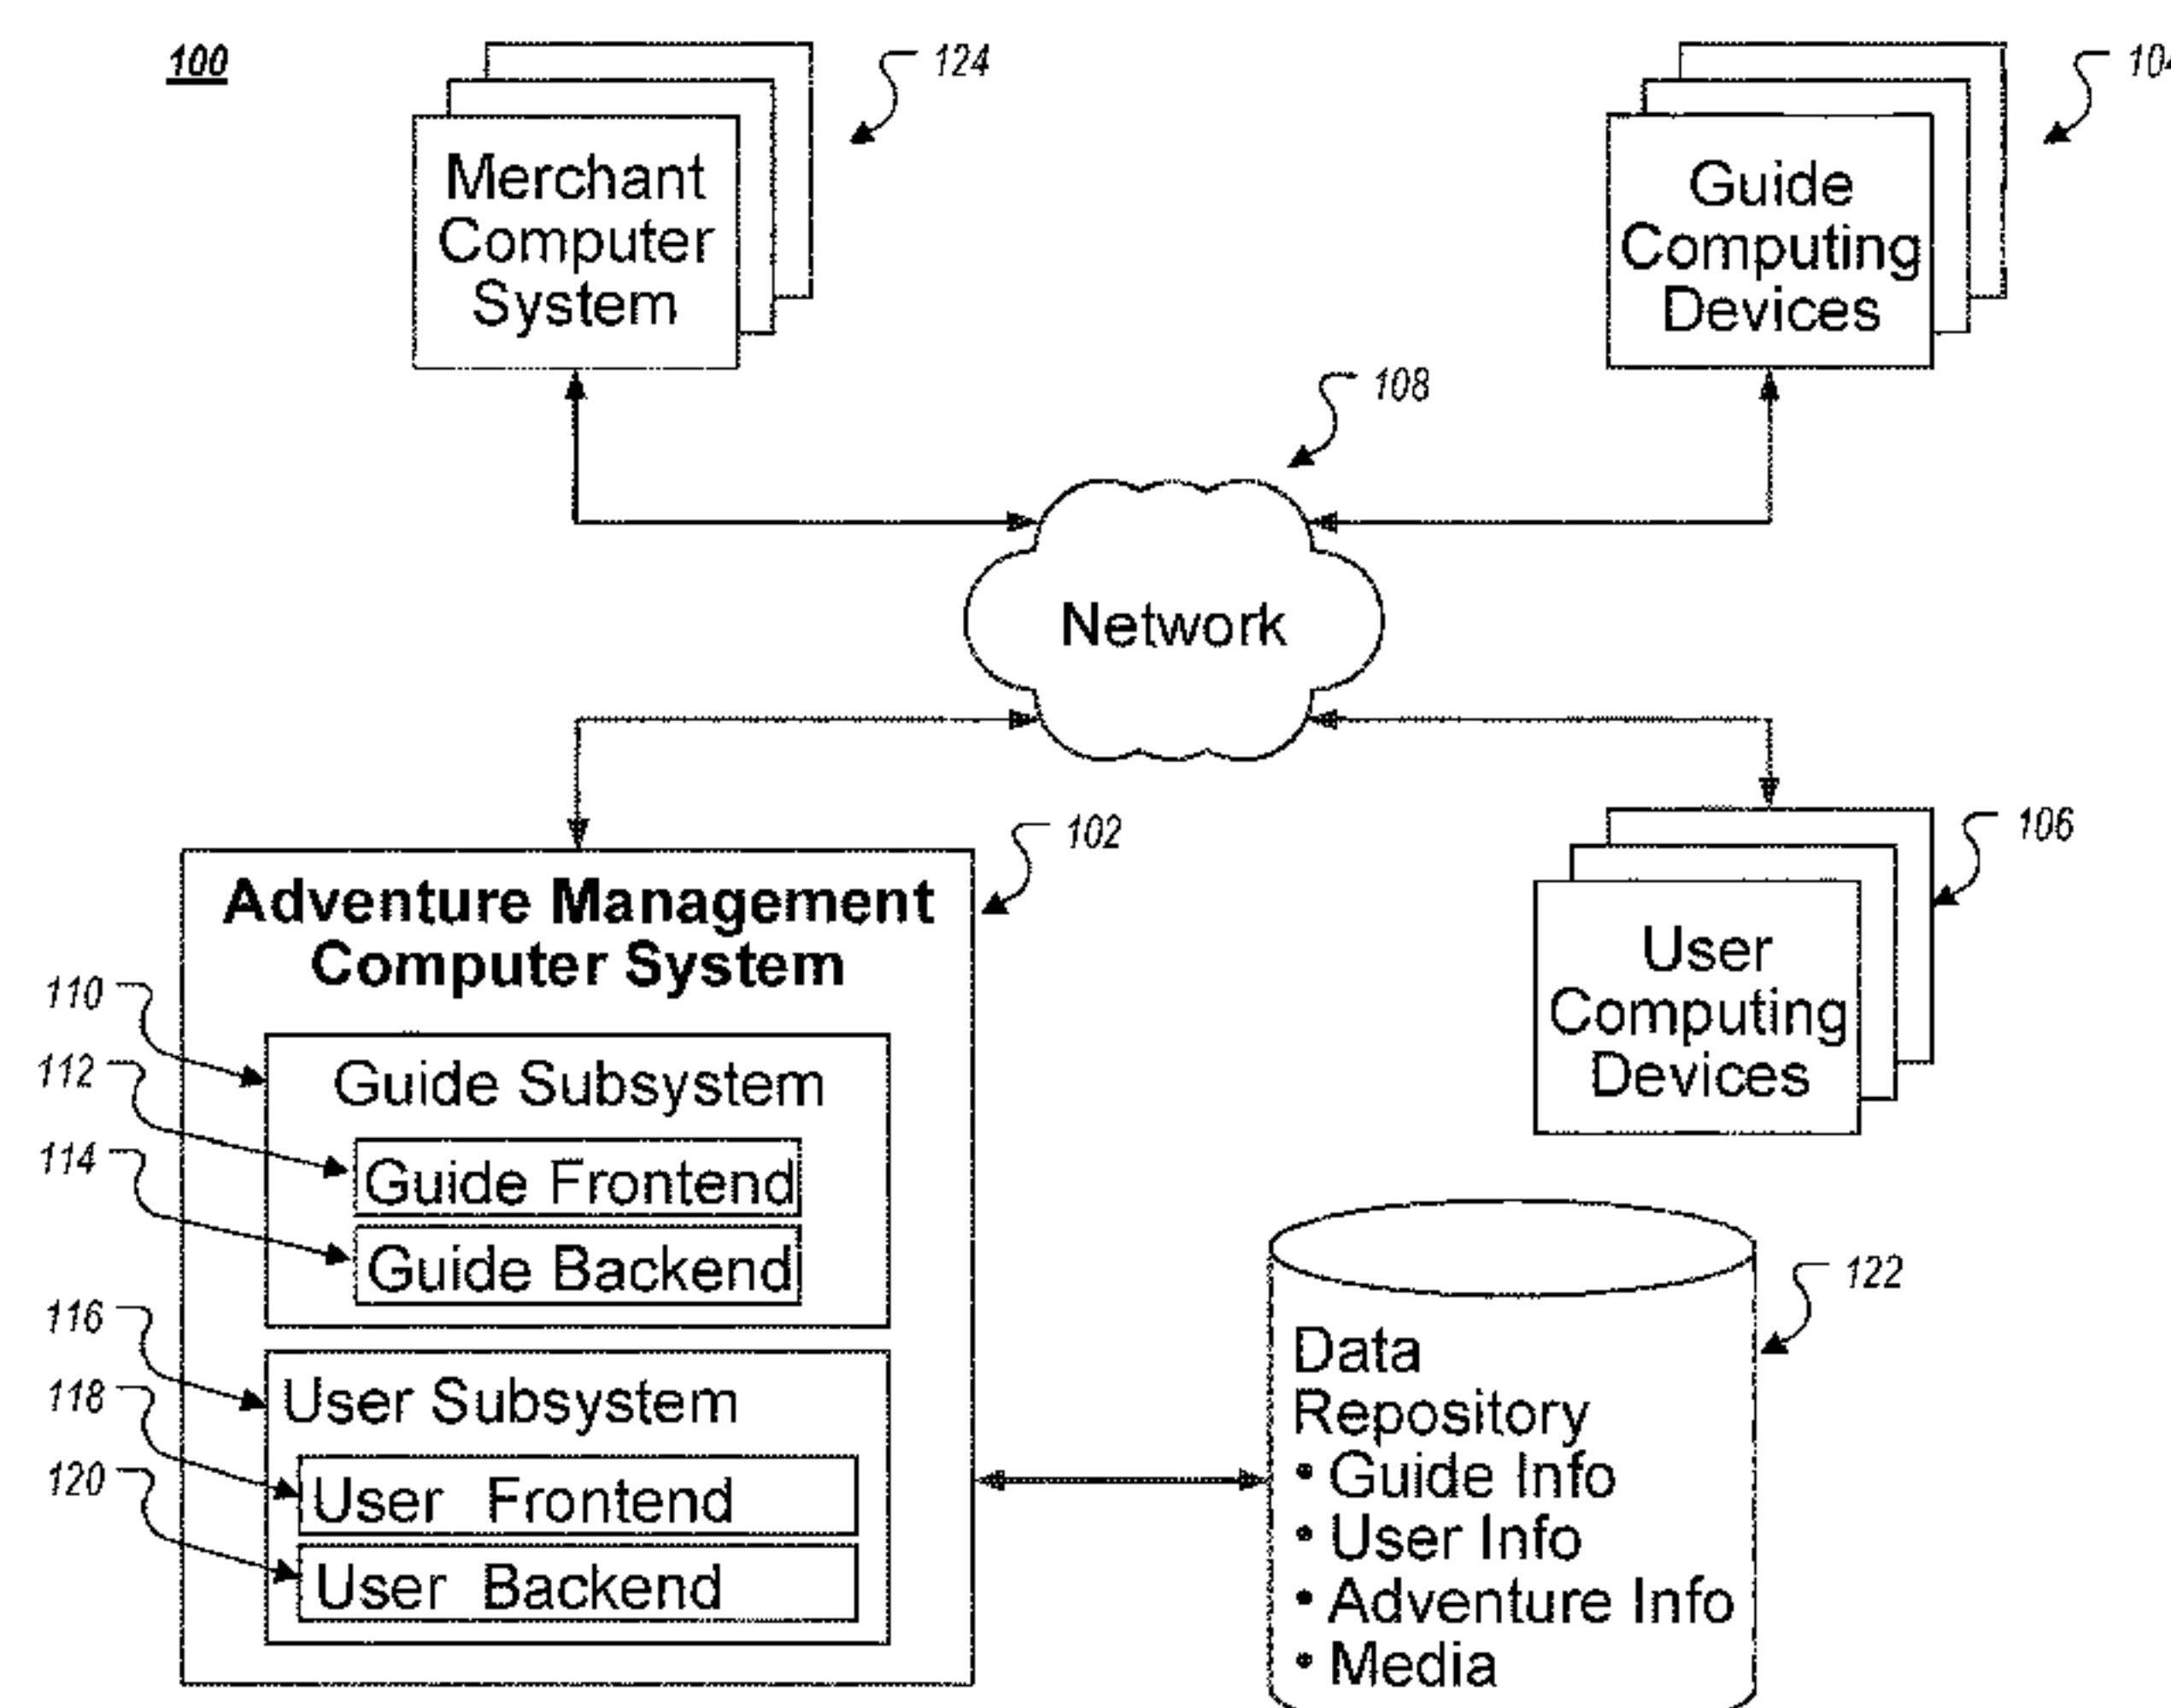 100
124
104
Merchant
Computer
System
Guide
Computing
Devices
108
Network
102
106
Adventure Management
Computer System
User
Computing
Devices
110
Guide Subsystem
112
Guide Frontend
114
Guide Backend
116
User Subsystem
118
User Frontend
120
User Backend
122
Data
Repository
• Guide Info
• User Info
• Adventure Info
• Media